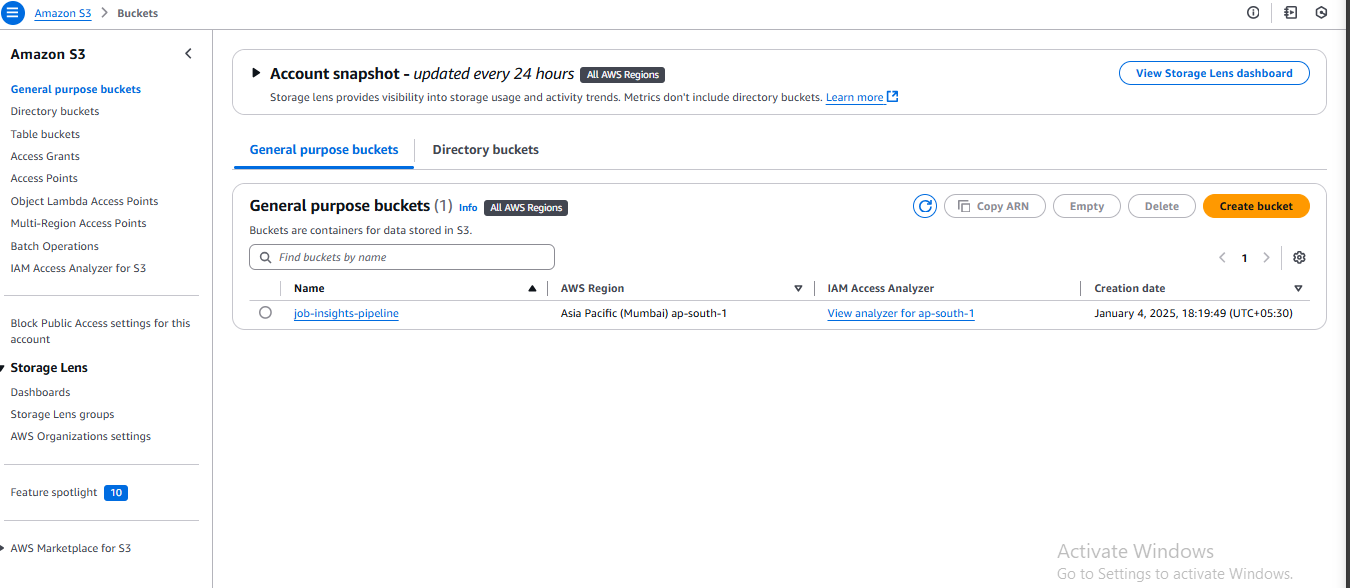 Amazon S3 > Buckets
Amazon S3
General purpose buckets
Directory buckets
Table buckets
Access Grants
Access Points
Object Lambda Access Points
Multi-Region Access Points
Batch Operations
IAM Access Analyzer for S3
Block Public Access settings for this
account
Storage Lens
Dashboards
Storage Lens groups
AWS Organizations settings
Feature spotlight 10
AWS Marketplace for S3
Account snapshot - updated every 24 hours All AWS Regions
View Storage Lens dashboard
Storage lens provides visibility into storage usage and activity trends. Metrics don't include directory buckets. Learn more
General purpose buckets Directory buckets
General purpose buckets (1) Info All AWS Regions
Copy ARN Empty Delete Create bucket
Buckets are containers for data stored in S3.
Find buckets by name
1
Name AWS Region IAM Access Analyzer Creation date
job-insights-pipeline Asia Pacific (Mumbai) ap-south-1 View analyzer for ap-south-1 January 4, 2025, 18:19:49 (UTC+05:30)
Activate Windows
Go to Settings to activate Windows.